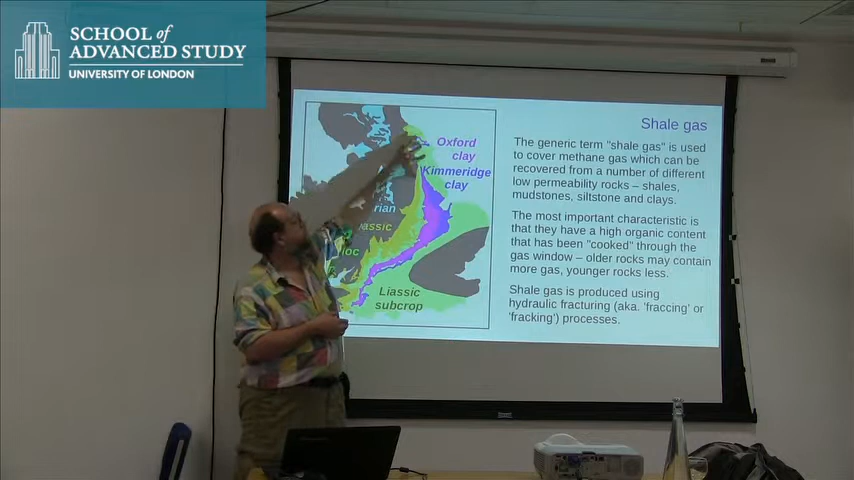 SCHOOL of
ADVANCED STUDY
UNIVERSITY OF LONDON
Shale gas
Oxford
clay
Kimmeridge
clay
Liassic
subcrop
The generic term "shale gas" is used
to cover methane gas which can be
recovered from a number of different
low permeability rocks – shales,
mudstones, siltstone and clays.
The most important characteristic is
that they have a high organic content
that has been "cooked" through the
gas window – older rocks may contain
more gas, younger rocks less.
Shale gas is produced using
hydraulic fracturing (aka. 'fraccing' or
'fracking') processes.